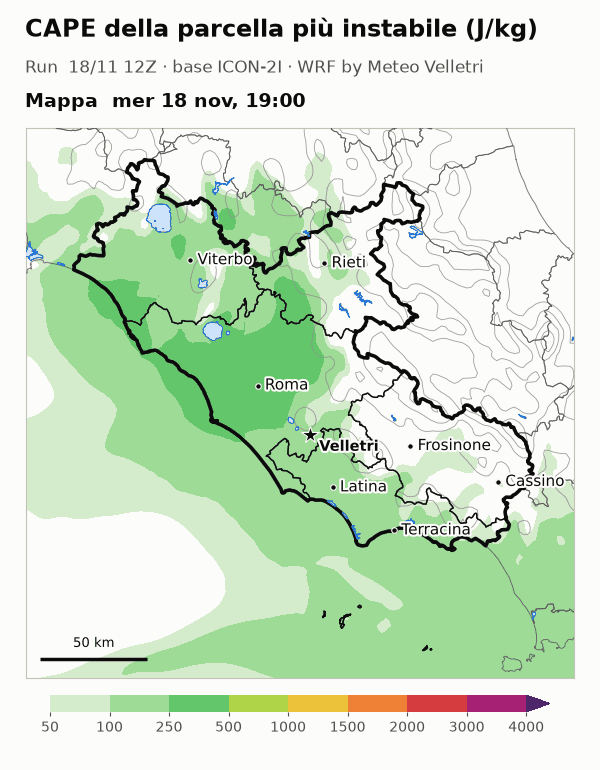 CAPE della parcella più instabile (J/kg)
Run  18/11 12Z · base ICON-2I · WRF by Meteo Velletri
Mappa  mer 18 nov, 19:00
Viterbo
Rieti
Roma
Velletri
Frosinone
Latina
Cassino
Terracina
50 km
50 100 250 500 1000 1500 2000 3000 4000